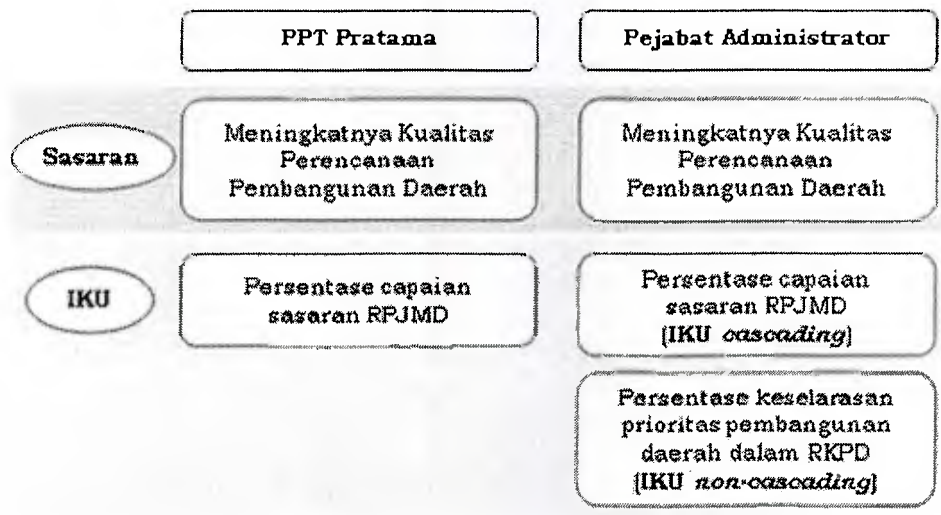 PPT Pratama
Pejabat Administrator
Sasaran
Meningkatnya Kualitas
Perencanaan
Pembangunan Daerah
Meningkatnya Kualitas
Perencanaan
Pembangunan Daerah
IKU
Persentase capaian
sasaran RPJMD
Persentase capaian
sasaran RPJMD
(IKU cascading)
Persentase keselarasan
prioritas pembangunan
daerah dalam RKPD
(IKU non-cascading)